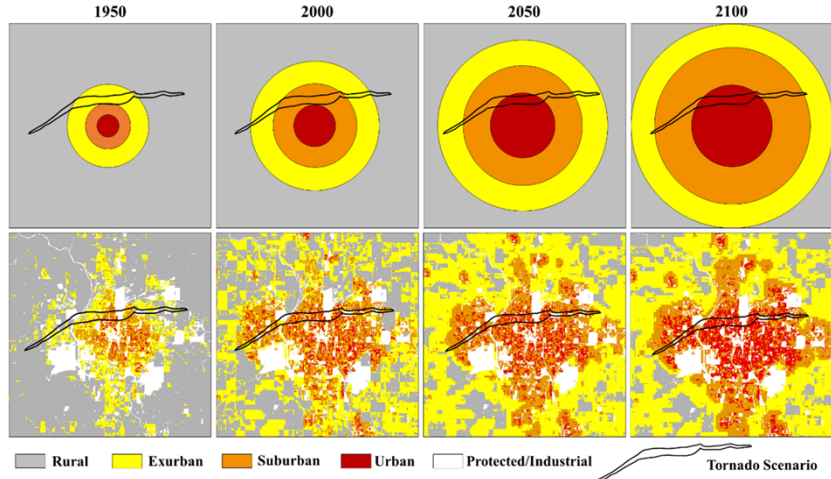 1950 2000 2050 2100
Rural Exurban Suburban Urban Protected/Industrial Tornado Scenario